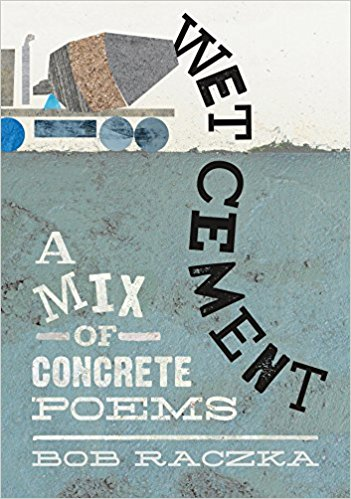 WET CEMENT
A
MIX
OF
CONCRETE
POEMS
BOB RACZKA